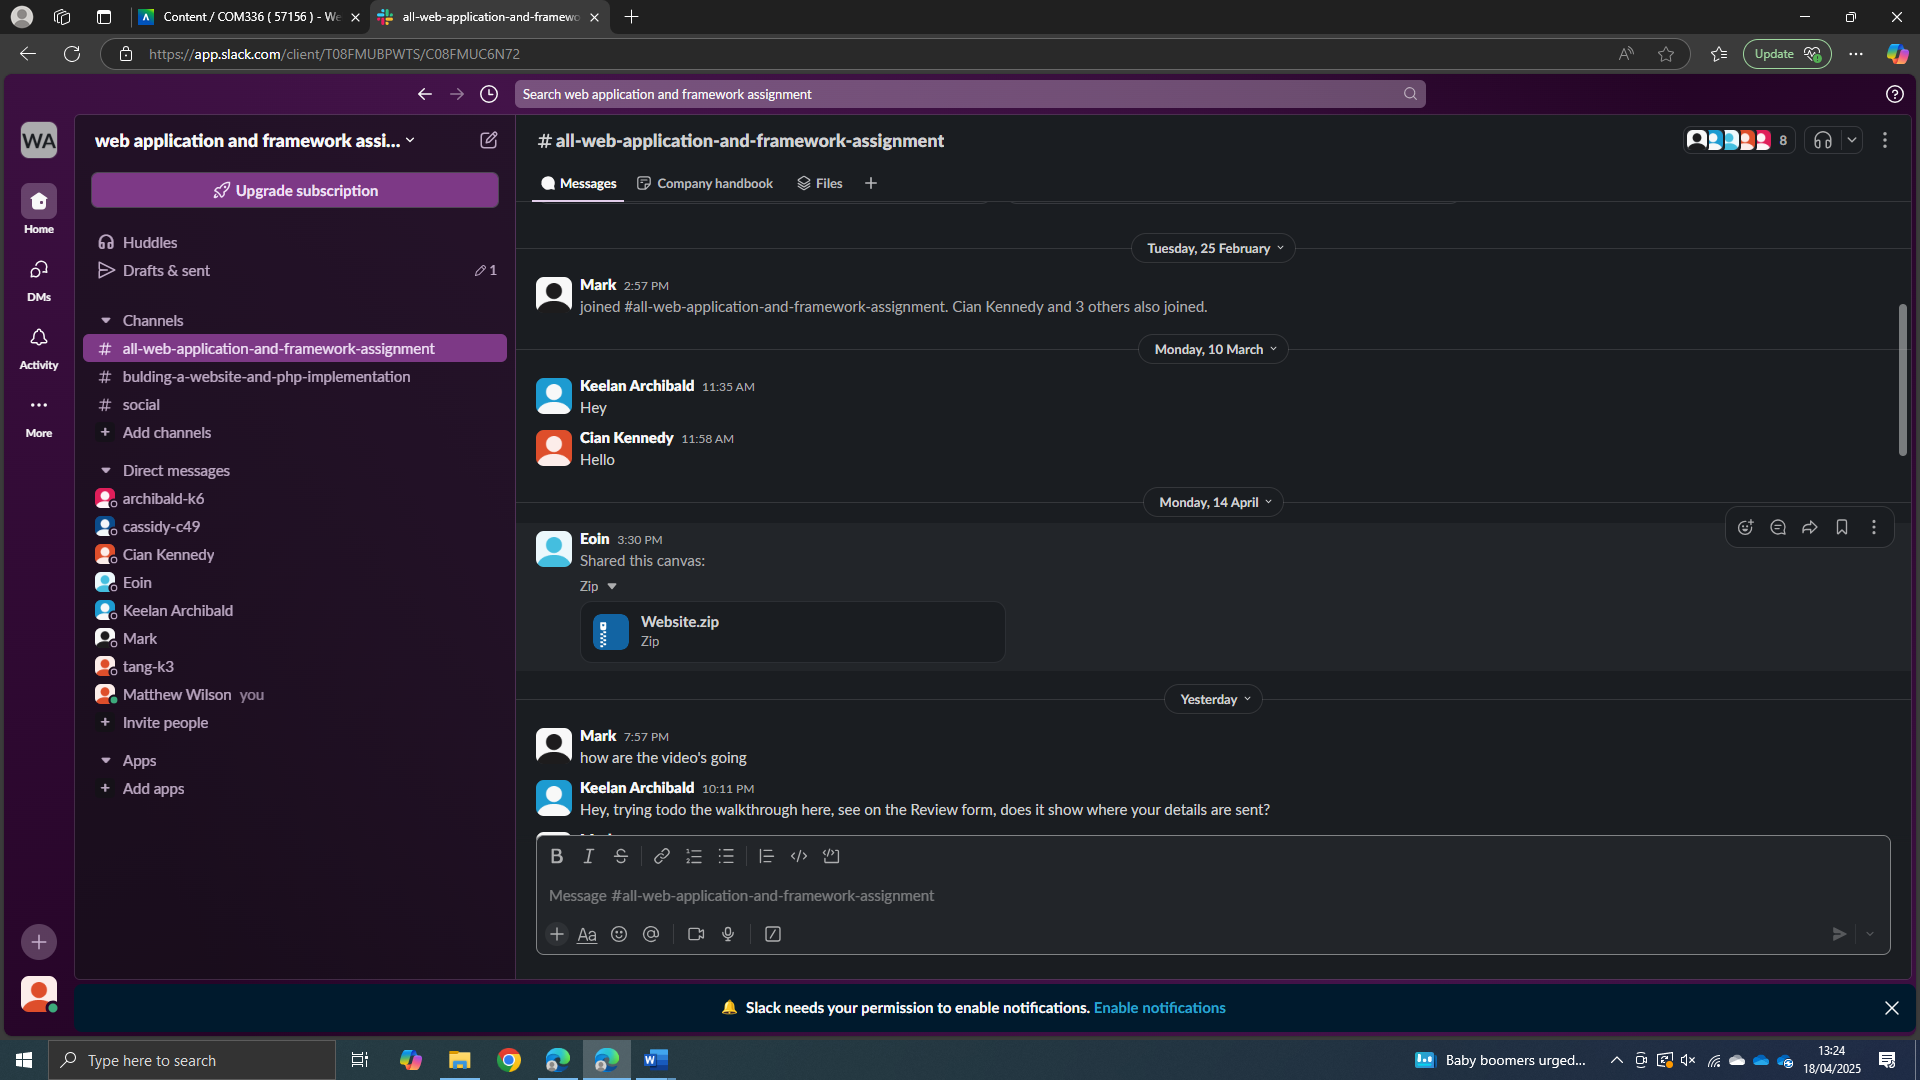 Content / COM336 ( 57156 ) - We
all-web-application-and-framewo
https://app.slack.com/client/T08FMUBPWTS/C08FMUC6N72
Update
Search web application and framework assignment
WA
web application and framework assi...
Upgrade subscription
Home
DMs
Activity
More
Huddles
Drafts & sent
1
Channels
# all-web-application-and-framework-assignment
# bulding-a-website-and-php-implementation
# social
+ Add channels
Direct messages
archibald-k6
cassidy-c49
Cian Kennedy
Eoin
Keelan Archibald
Mark
tang-k3
Matthew Wilson you
+ Invite people
Apps
+ Add apps
# all-web-application-and-framework-assignment
8
Messages
Company handbook
Files
Tuesday, 25 February
Mark 2:57 PM
joined #all-web-application-and-framework-assignment. Cian Kennedy and 3 others also joined.
Monday, 10 March
Keelan Archibald 11:35 AM
Hey
Cian Kennedy 11:58 AM
Hello
Monday, 14 April
Eoin 3:30 PM
Shared this canvas:
Zip
Website.zip
Zip
Yesterday
Mark 7:57 PM
how are the video's going
Keelan Archibald 10:11 PM
Hey, trying todo the walkthrough here, see on the Review form, does it show where your details are sent?
Message #all-web-application-and-framework-assignment
Aa
Slack needs your permission to enable notifications. Enable notifications
Type here to search
Baby boomers urged...
13:24
18/04/2025